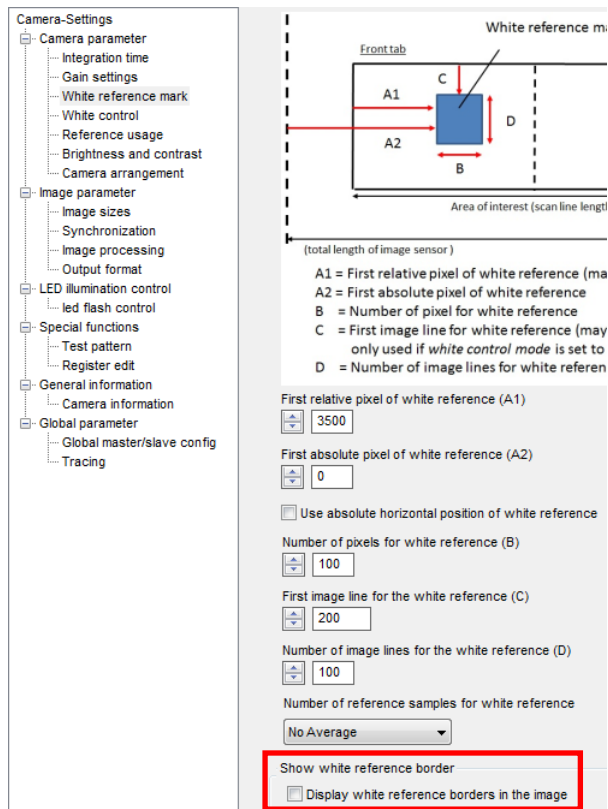 Camera-Settings
Camera parameter
Integration time
Gain settings
White reference mark
White control
Reference usage
Brightness and contrast
Camera arrangement
Image parameter
Image sizes
Synchronization
Image processing
Output format
LED illumination control
led flash control
Special functions
Test pattern
Register edit
General information
Camera information
Global parameter
Global master/slave config
Tracing
White reference ma
Front tab
C
A1
D
A2
B
Area of interest (scan line length
(total length of image sensor)
A1 = First relative pixel of white reference (ma
A2 = First absolute pixel of white reference
B = Number of pixel for white reference
C = First image line for white reference (may
only used if white control mode is set to
D = Number of image lines for white referen
First relative pixel of white reference (A1)
3500
First absolute pixel of white reference (A2)
0
Use absolute horizontal position of white reference
Number of pixels for white reference (B)
100
First image line for the white reference (C)
200
Number of image lines for the white reference (D)
100
Number of reference samples for white reference
No Average
Show white reference border
Display white reference borders in the image